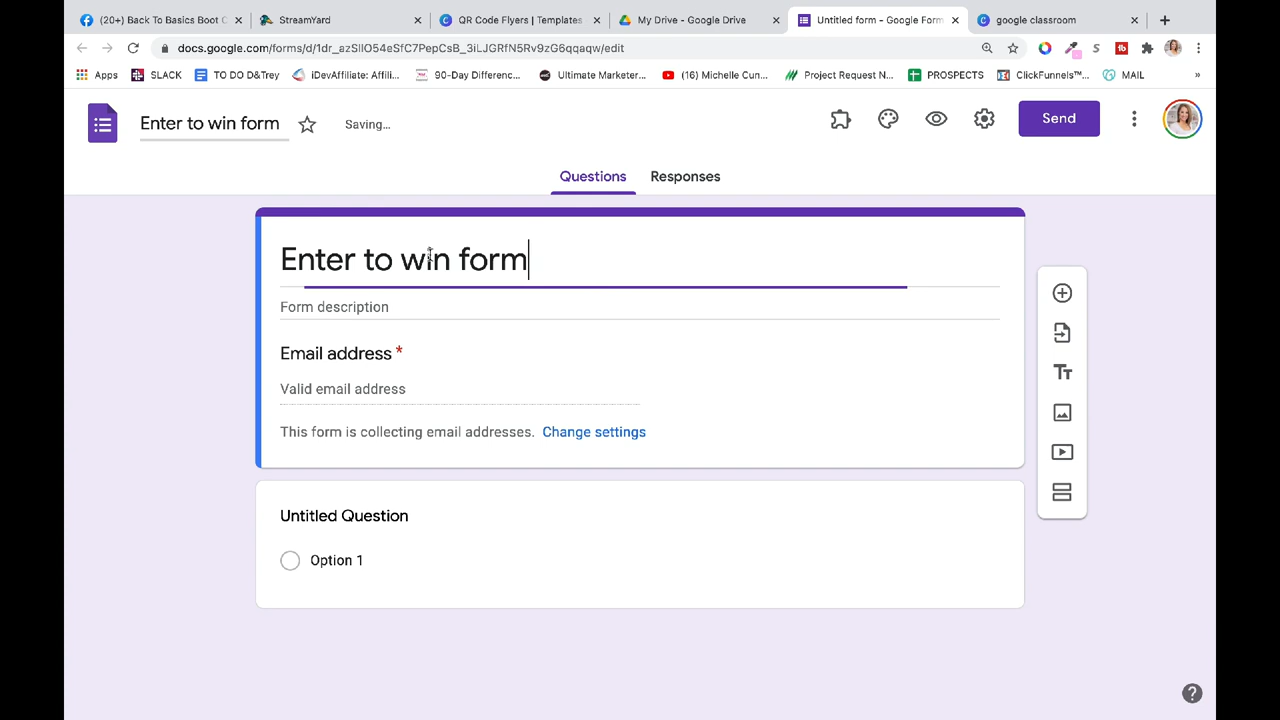 (20+) Back To Basics Boot C
StreamYard
QR Code Flyers | Templates
My Drive - Google Drive
Untitled form - Google Form
google classroom
docs.google.com/forms/d/1dr_azSIIO54eSfC7PepCsB_3iLJGRfN5Rv9zG6qqaqw/edit
Apps
SLACK
TO DO D&Trey
iDevAffiliate: Affili...
90-Day Differenc...
Ultimate Marketer...
(16) Michelle Cun...
Project Request N...
PROSPECTS
ClickFunnels™...
MAIL
»
Enter to win form
Saving...
Send
Questions
Responses
Enter to win form
Form description
Email address *
Valid email address
This form is collecting email addresses. Change settings
Untitled Question
Option 1